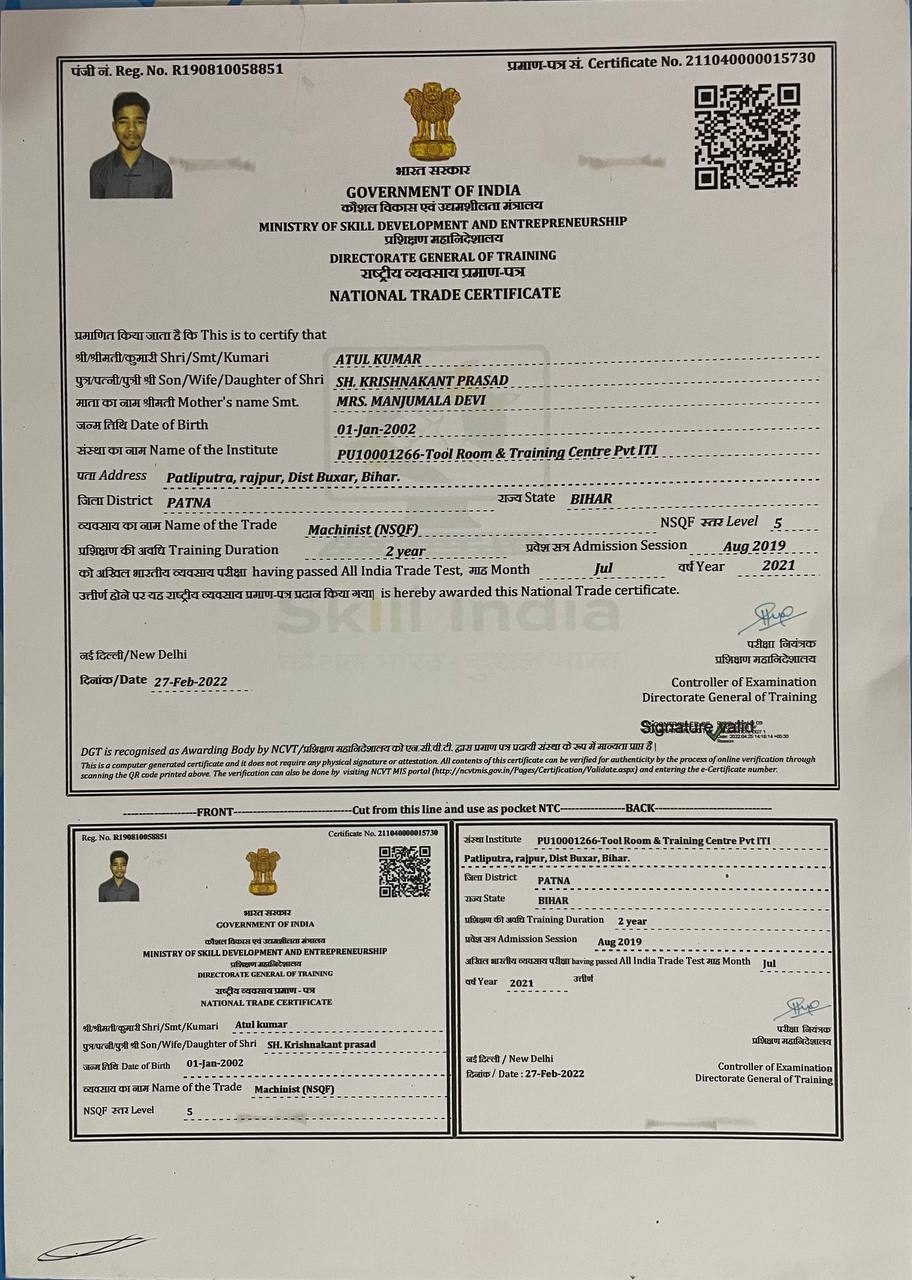 पंजी नं. Reg. No. R190810058851
प्रमाण-पत्र सं. Certificate No. 211040000015730
भारत सरकार
GOVERNMENT OF INDIA
कौशल विकास एवं उद्यमशीलता मंत्रालय
MINISTRY OF SKILL DEVELOPMENT AND ENTREPRENEURSHIP
प्रशिक्षण महानिदेशालय
DIRECTORATE GENERAL OF TRAINING
राष्ट्रीय व्यवसाय प्रमाण-पत्र
NATIONAL TRADE CERTIFICATE
प्रमाणित किया जाता है कि This is to certify that
श्री/श्रीमती/कुमारी Shri/Smt/Kumari ATUL KUMAR
पुत्र/पत्नी/पुत्री श्री Son/Wife/Daughter of Shri SH. KRISHNAKANT PRASAD
माता का नाम श्रीमती Mother's name Smt. MRS. MANJUMALA DEVI
जन्म तिथि Date of Birth 01-Jan-2002
संस्था का नाम Name of the Institute PU10001266-Tool Room & Training Centre Pvt ITI
पता Address Patliputra, rajpur, Dist Buxar, Bihar.
जिला District PATNA राज्य State BIHAR
व्यवसाय का नाम Name of the Trade Machinist (NSQF) NSQF स्तर Level 5
प्रशिक्षण की अवधि Training Duration 2 year प्रवेश सत्र Admission Session Aug 2019
को अखिल भारतीय व्यवसाय परीक्षा having passed All India Trade Test, माह Month Jul वर्ष Year 2021
उत्तीर्ण होने पर यह राष्ट्रीय व्यवसाय प्रमाण-पत्र प्रदान किया गया| is hereby awarded this National Trade certificate.
Skill India
कौशल भारत - कुशल भारत
नई दिल्ली/New Delhi
दिनांक/Date 27-Feb-2022
परीक्षा नियंत्रक
प्रशिक्षण महानिदेशालय
Controller of Examination
Directorate General of Training
Signature valid
DGT is recognised as Awarding Body by NCVT/प्रशिक्षण महानिदेशालय को एन.सी.वी.टी. द्वारा प्रमाण पत्र प्रदायी संस्था के रूप में मान्यता प्राप्त है|
This is a computer generated certificate and it does not require any physical signature or attestation. All contents of this certificate can be verified for authenticity by the process of online verification through
scanning the QR code printed above. The verification can also be done by visiting NCVT MIS portal (http://ncvtmis.gov.in/Pages/Certification/Validate.aspx) and entering the e-Certificate number.
FRONT Cut from this line and use as pocket NTC BACK
Reg. No. R190810058851 Certificate No. 211040000015730
भारत सरकार
GOVERNMENT OF INDIA
कौशल विकास एवं उद्यमशीलता मंत्रालय
MINISTRY OF SKILL DEVELOPMENT AND ENTREPRENEURSHIP
प्रशिक्षण महानिदेशालय
DIRECTORATE GENERAL OF TRAINING
राष्ट्रीय व्यवसाय प्रमाण - पत्र
NATIONAL TRADE CERTIFICATE
श्री/श्रीमती/कुमारी Shri/Smt/Kumari Atul kumar
पुत्र/पत्नी/पुत्री श्री Son/Wife/Daughter of Shri SH. Krishnakant prasad
जन्म तिथि Date of Birth 01-Jan-2002
व्यवसाय का नाम Name of the Trade Machinist (NSQF)
NSQF स्तर Level 5
संस्था Institute PU10001266-Tool Room & Training Centre Pvt ITI
Patliputra, rajpur, Dist Buxar, Bihar.
जिला District PATNA
राज्य State BIHAR
प्रशिक्षण की अवधि Training Duration 2 year
प्रवेश सत्र Admission Session Aug 2019
अखिल भारतीय व्यवसाय परीक्षा having passed All India Trade Test माह Month Jul
वर्ष Year 2021 उत्तीर्ण
परीक्षा नियंत्रक
प्रशिक्षण महानिदेशालय
नई दिल्ली / New Delhi
दिनांक / Date : 27-Feb-2022
Controller of Examination
Directorate General of Training